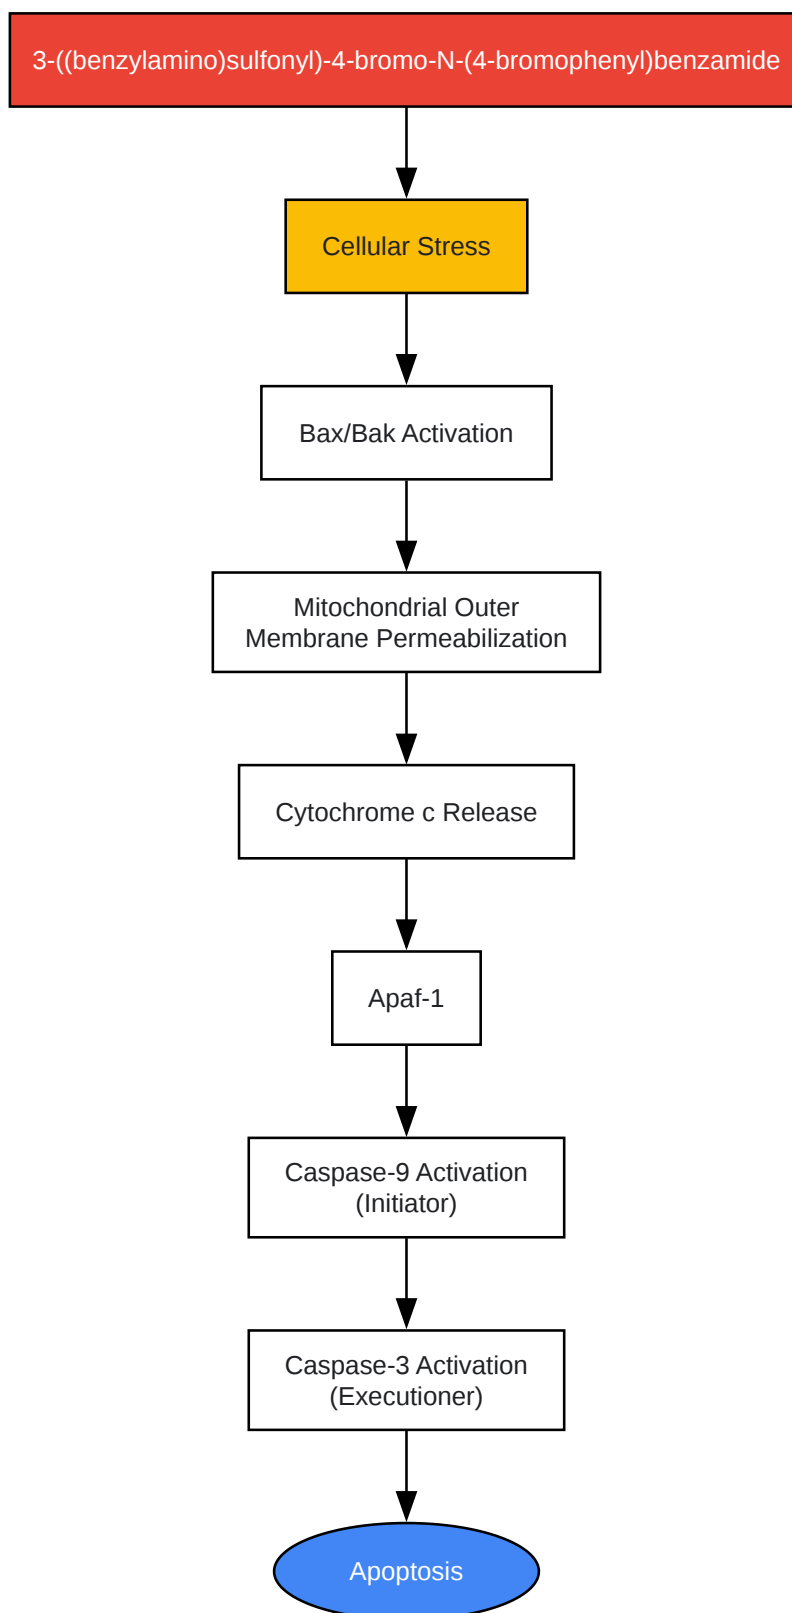 3-((benzylamino)sulfonyl)-4-bromo-N-(4-bromophenyl)benzamide
Cellular Stress
Bax/Bak Activation
Mitochondrial Outer
Membrane Permeabilization
Cytochrome c Release
Apaf-1
Caspase-9 Activation
(Initiator)
Caspase-3 Activation
(Executioner)
Apoptosis